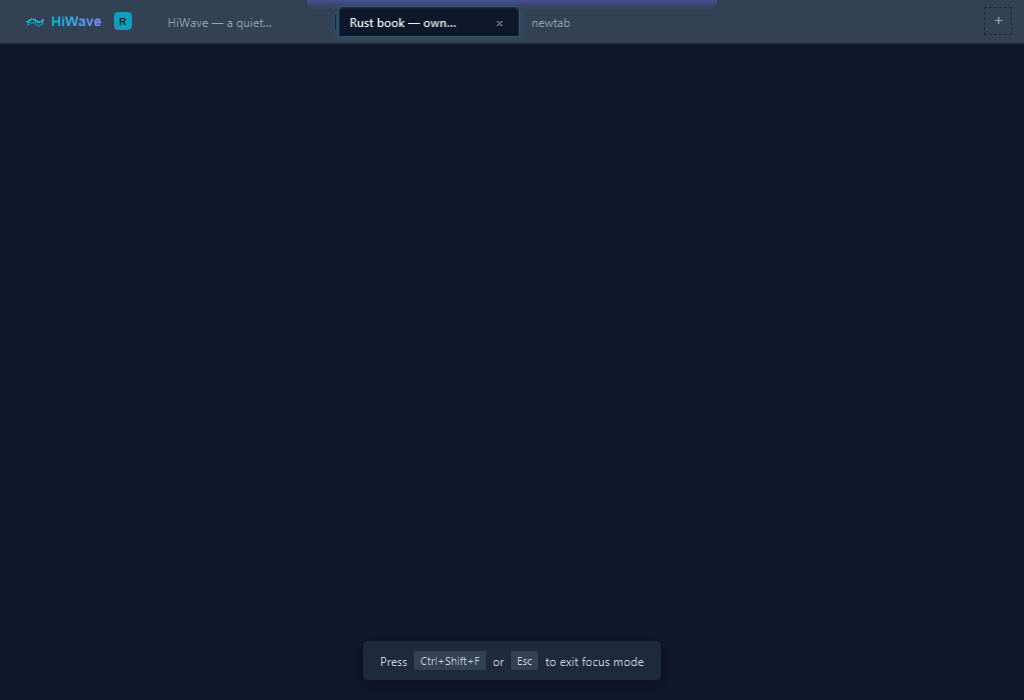 HiWave R HiWave — a quiet... Rust book — own... × newtab +
Press Ctrl+Shift+F or Esc to exit focus mode